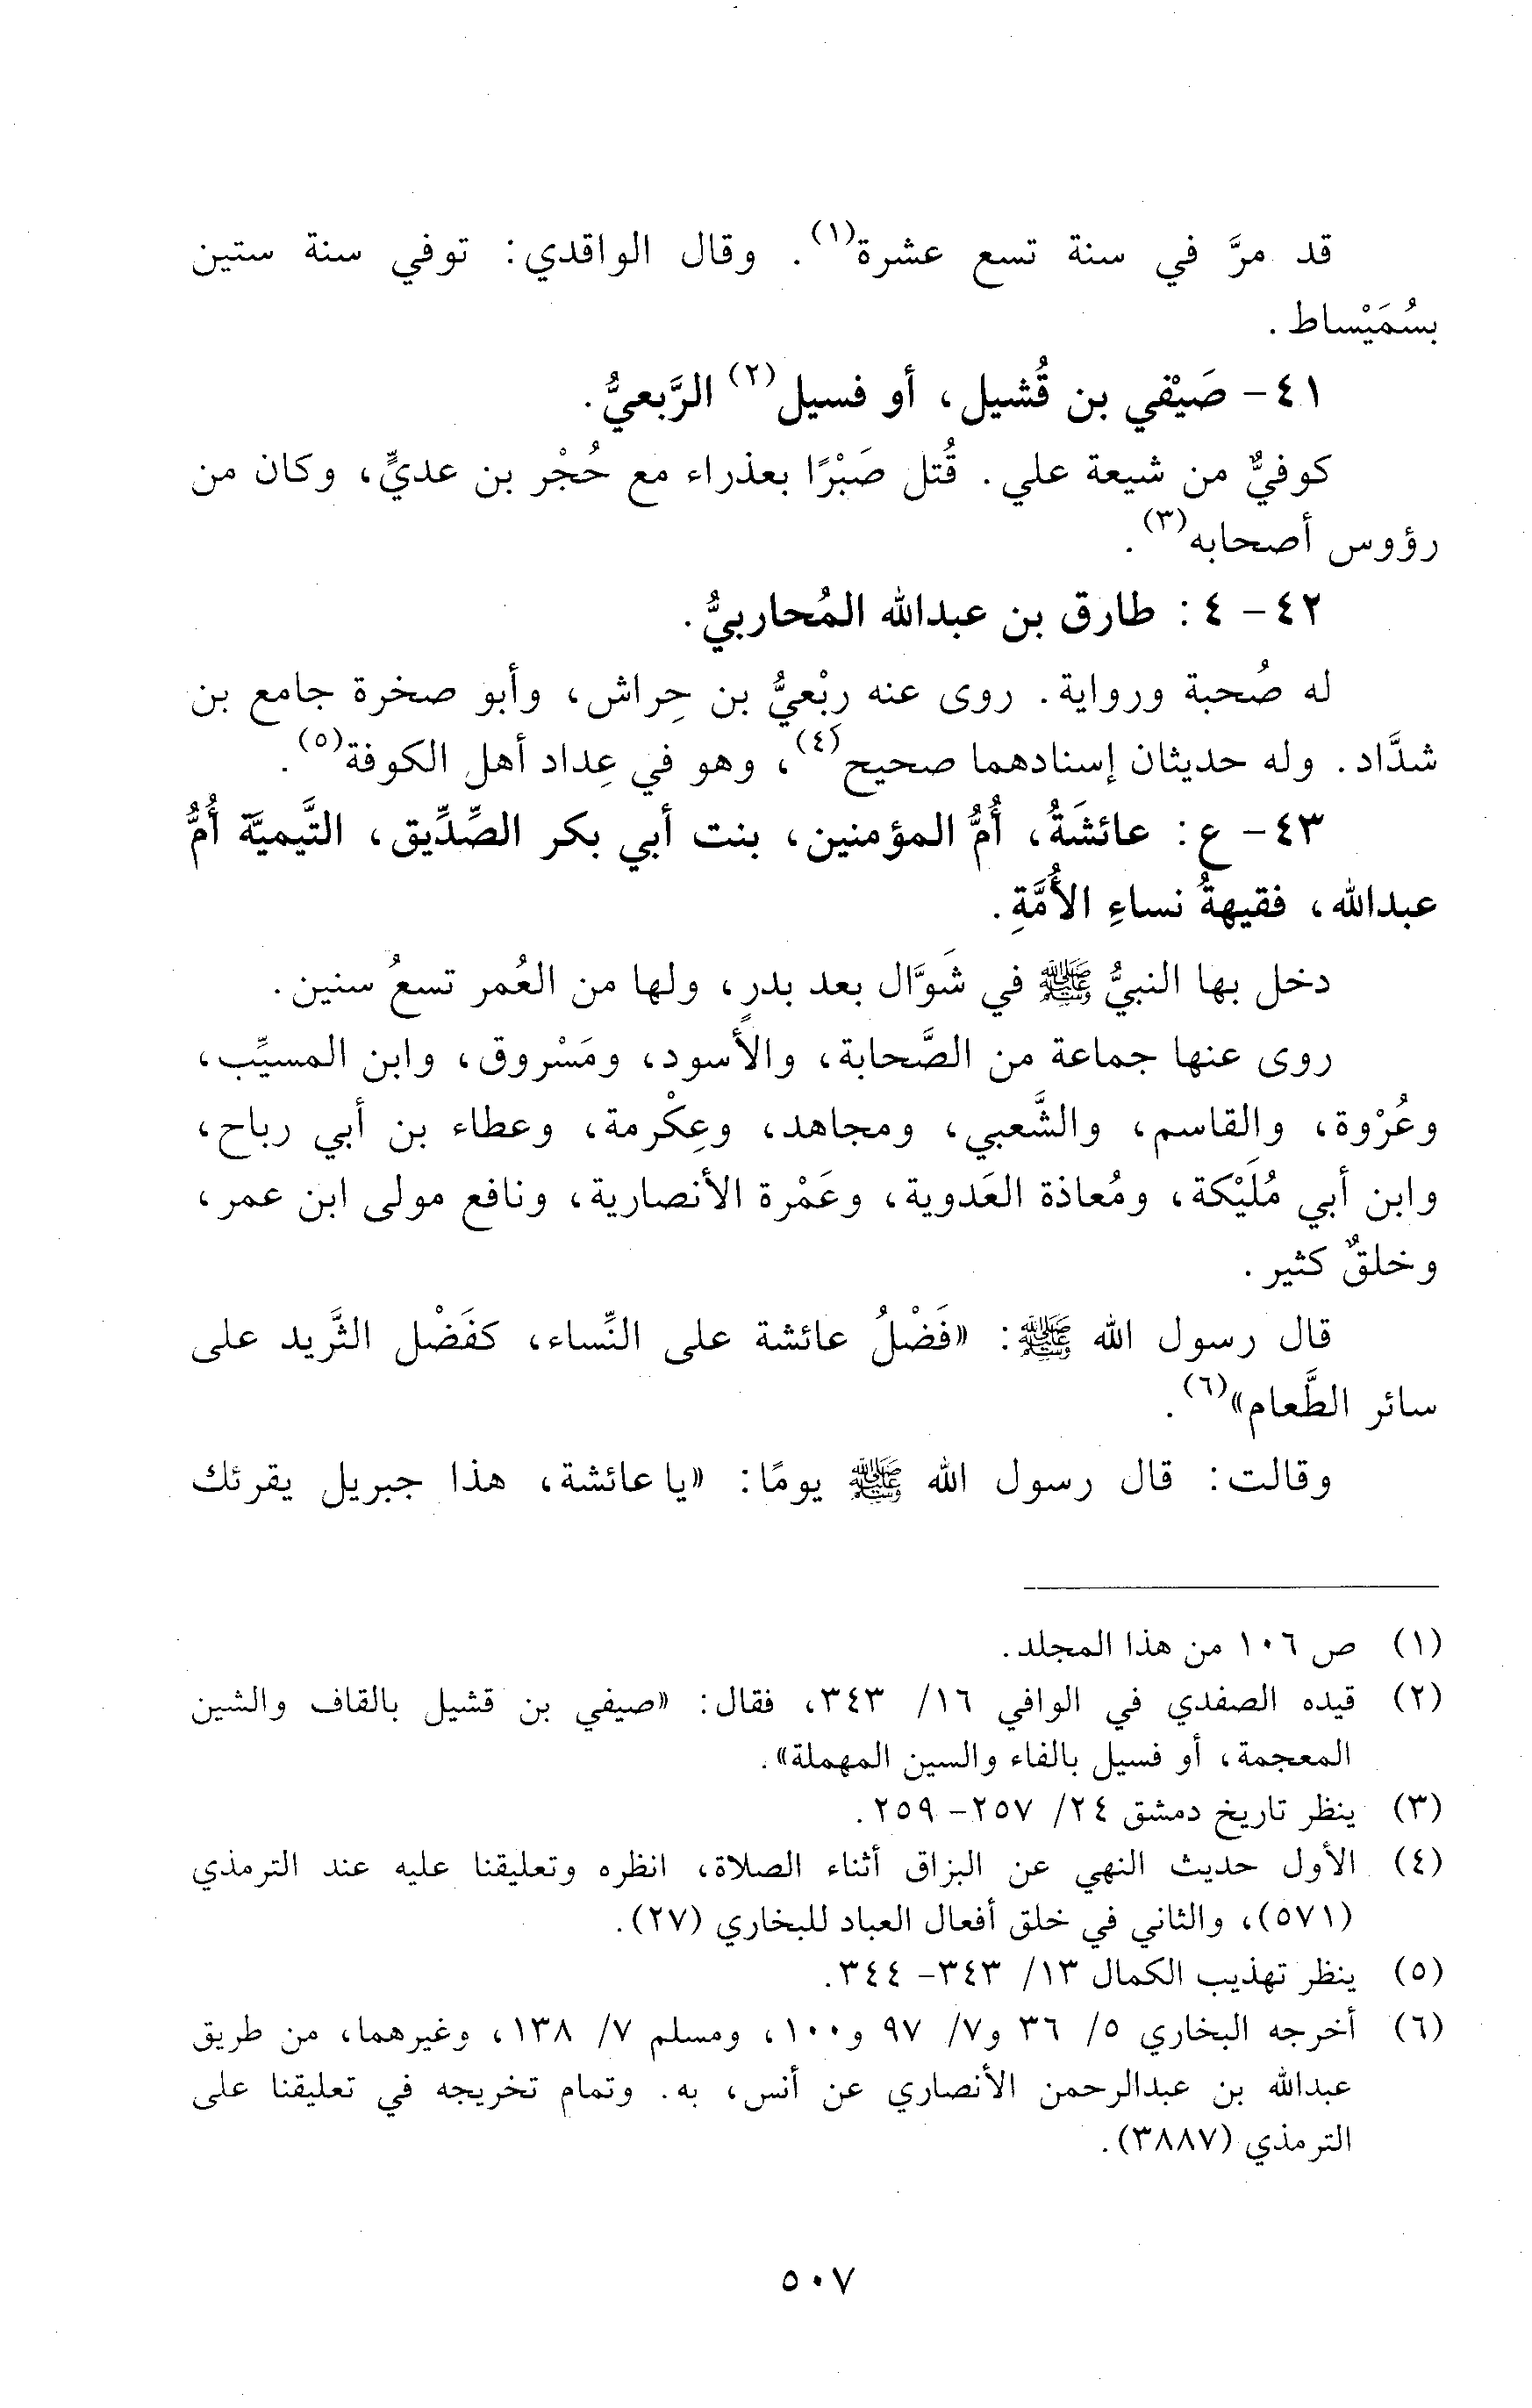 قد مرَّ في سنة تسع عشرة(١). وقال الواقدي: توفي سنة ستين
بسُمَيْساط.
٤١- صَيْفي بن قُشيل، أو فسيل(٢) الرَّبعيُّ.
كوفيٌّ من شيعة علي. قُتل صَبْرًا بعذراء مع حُجْر بن عديٍّ، وكان من
رؤوس أصحابه(٣).
٤٢- ٤: طارق بن عبدالله المُحاربيُّ.
له صُحبة ورواية. روى عنه ربْعيُّ بن حِراش، وأبو صخرة جامع بن
شدَّاد. وله حديثان إسنادهما صحيح(٤)، وهو في عِداد أهل الكوفة(٥).
٤٣- ع: عائشَةُ، أُمُّ المؤمنين، بنت أبي بكر الصِّدِّيق، التَّيميَّة أُمُّ
عبدالله، فقيهةُ نساءِ الأُمَّةِ.
دخل بها النبيُّ ﷺ في شَوَّال بعد بدرٍ، ولها من العُمر تسعُ سنين.
روى عنها جماعة من الصَّحابة، والأسود، ومَسْروق، وابن المسيِّب،
وعُرْوة، والقاسم، والشَّعبي، ومجاهد، وعِكْرمة، وعطاء بن أبي رباح،
وابن أبي مُلَيْكة، ومُعاذة العَدوية، وعَمْرة الأنصارية، ونافع مولى ابن عمر،
وخلقٌ كثير.
قال رسول الله ﷺ: «فَضْلُ عائشة على النِّساء، كفَضْل الثَّريد على
سائر الطَّعام»(٦).
وقالت: قال رسول الله ﷺ يومًا: «يا عائشة، هذا جبريل يقرئك
(١) ص ١٠٦ من هذا المجلد.
(٢) قيده الصفدي في الوافي ١٦/ ٣٤٣، فقال: «صيفي بن قشيل بالقاف والشين
المعجمة، أو فسيل بالفاء والسين المهملة».
(٣) ينظر تاريخ دمشق ٢٤/ ٢٥٧- ٢٥٩.
(٤) الأول حديث النهي عن البزاق أثناء الصلاة، انظره وتعليقنا عليه عند الترمذي
(٥٧١)، والثاني في خلق أفعال العباد للبخاري (٢٧).
(٥) ينظر تهذيب الكمال ١٣/ ٣٤٣- ٣٤٤.
(٦) أخرجه البخاري ٥/ ٣٦ و٧/ ٩٧ و١٠٠، ومسلم ٧/ ١٣٨، وغيرهما، من طريق
عبدالله بن عبدالرحمن الأنصاري عن أنس، به. وتمام تخريجه في تعليقنا على
الترمذي (٣٨٨٧).
٥٠٧